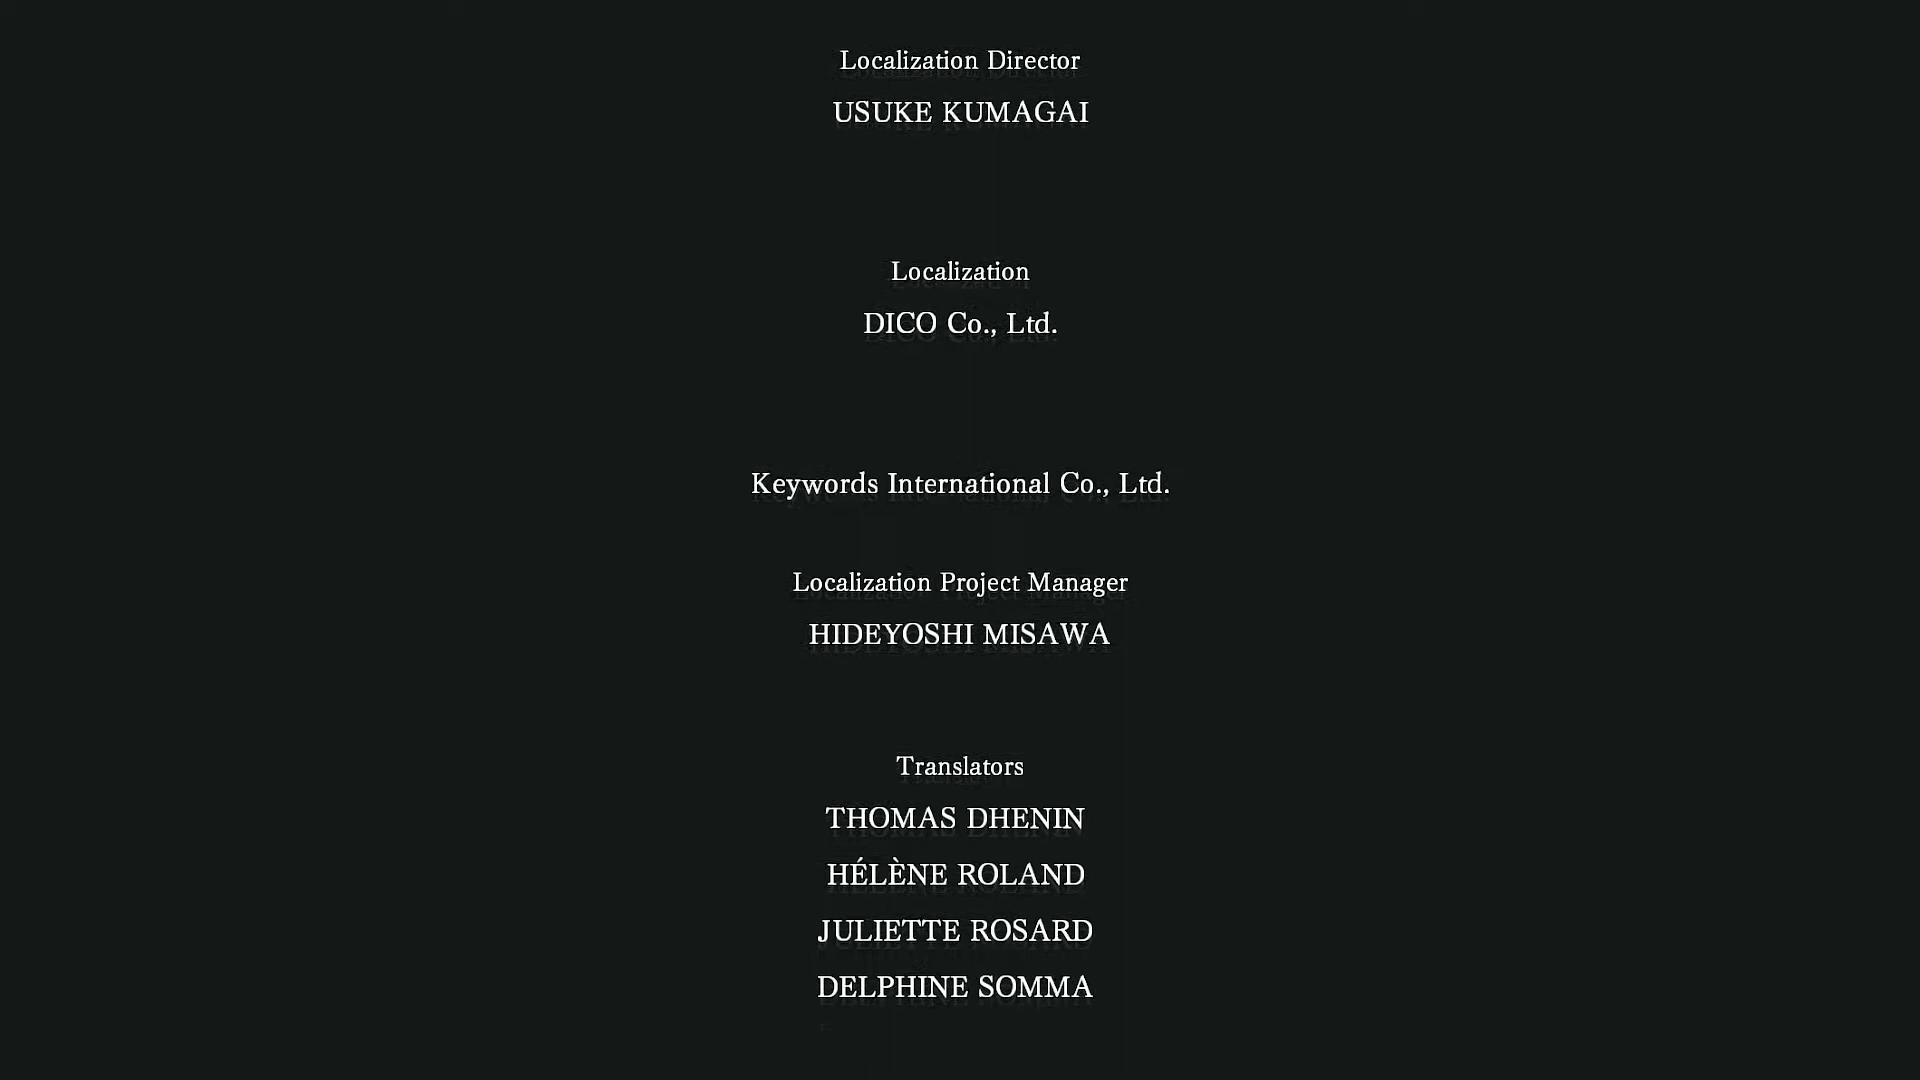 Localization Director
USUKE KUMAGAI
Localization
DICO Co., Ltd.
Keywords International Co., Ltd.
Localization Project Manager
HIDEYOSHI MISAWA
Translators
THOMAS DHENIN
HÉLÈNE ROLAND
JULIETTE ROSARD
DELPHINE SOMMA